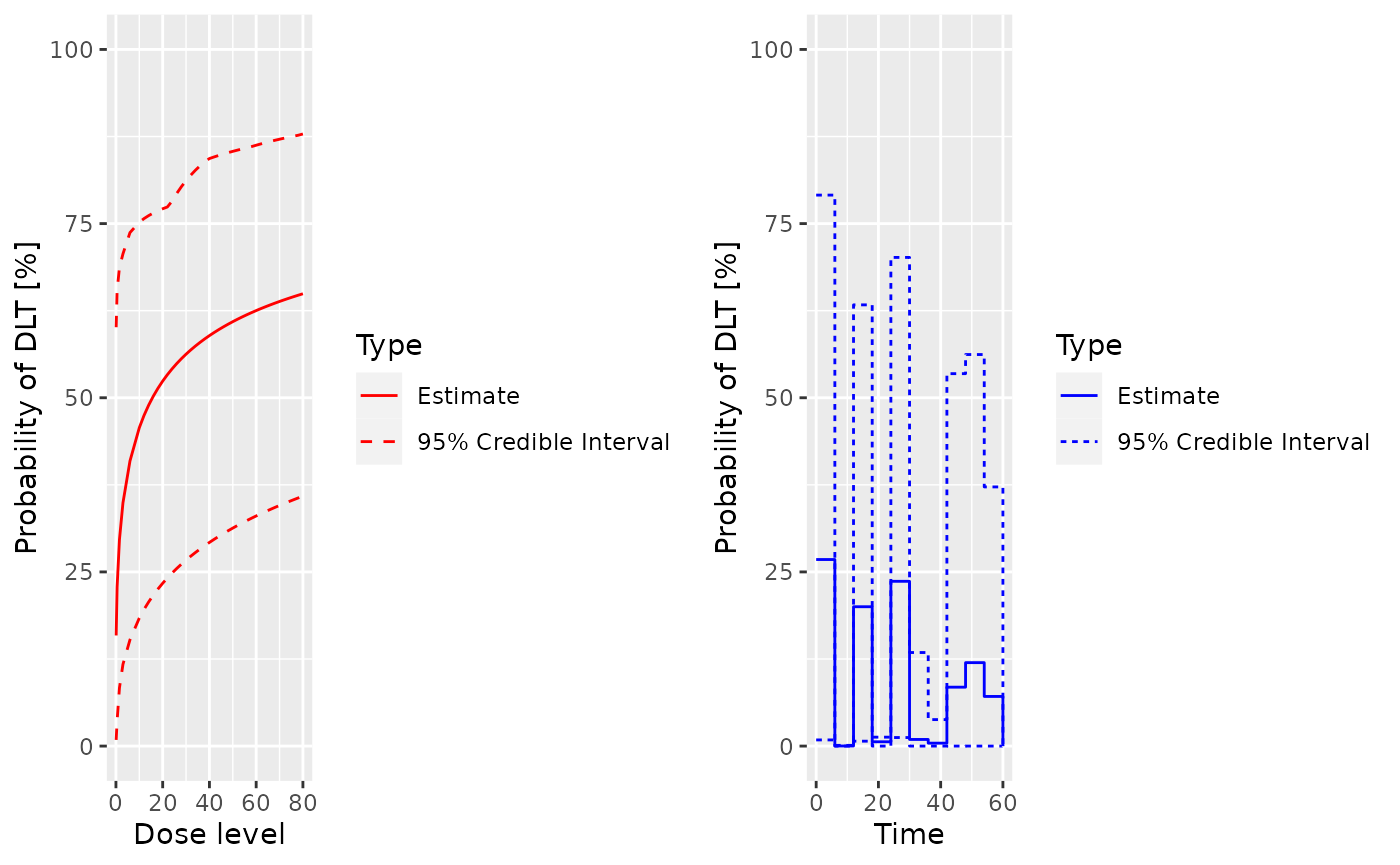 Probability of DLT [%]
100
75
50
25
0
0 20 40 60 80
Dose level
Type
Estimate
95% Credible Interval
Probability of DLT [%]
100
75
50
25
0
0 20 40 60
Time
Type
Estimate
95% Credible Interval